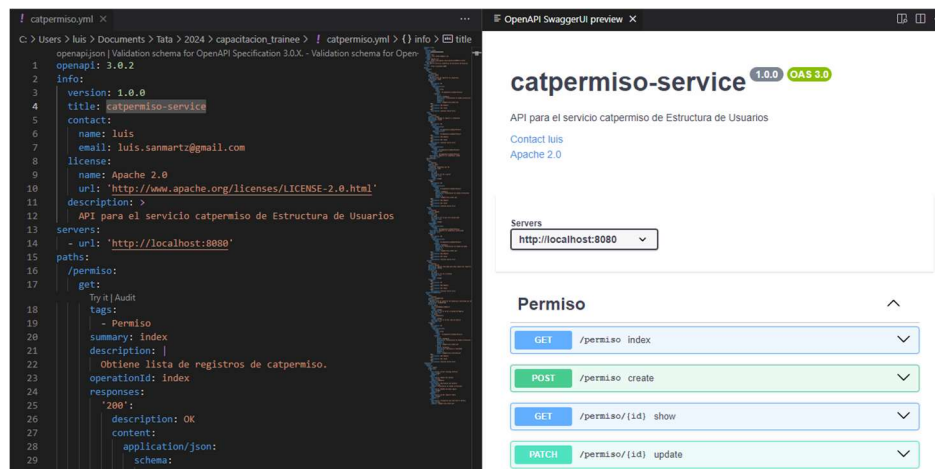 catpermiso.yml
C: > Users > luis > Documents > Tata > 2024 > capacitacion_trainee > ! catpermiso.yml > {} info > title
openapi.json | Validation schema for OpenAPI Specification 3.0.X. - Validation schema for Open-
1 openapi: 3.0.2
2 info:
3 version: 1.0.0
4 title: catpermiso-service
5 contact:
6 name: luis
7 email: luis.sanmartz@gmail.com
8 license:
9 name: Apache 2.0
10 url: 'http://www.apache.org/licenses/LICENSE-2.0.html'
11 description: >
12 API para el servicio catpermiso de Estructura de Usuarios
13 servers:
14 - url: 'http://localhost:8080'
15 paths:
16 /permiso:
17 get:
Try it | Audit
18 tags:
19 - Permiso
20 summary: index
21 description: |
22 Obtiene lista de registros de catpermiso.
23 operationId: index
24 responses:
25 '200':
26 description: OK
27 content:
28 application/json:
29 schema:
OpenAPI SwaggerUI preview
catpermiso-service 1.0.0 OAS 3.0
API para el servicio catpermiso de Estructura de Usuarios
Contact luis
Apache 2.0
Servers
http://localhost:8080
Permiso
GET /permiso index
POST /permiso create
GET /permiso/{id} show
PATCH /permiso/{id} update